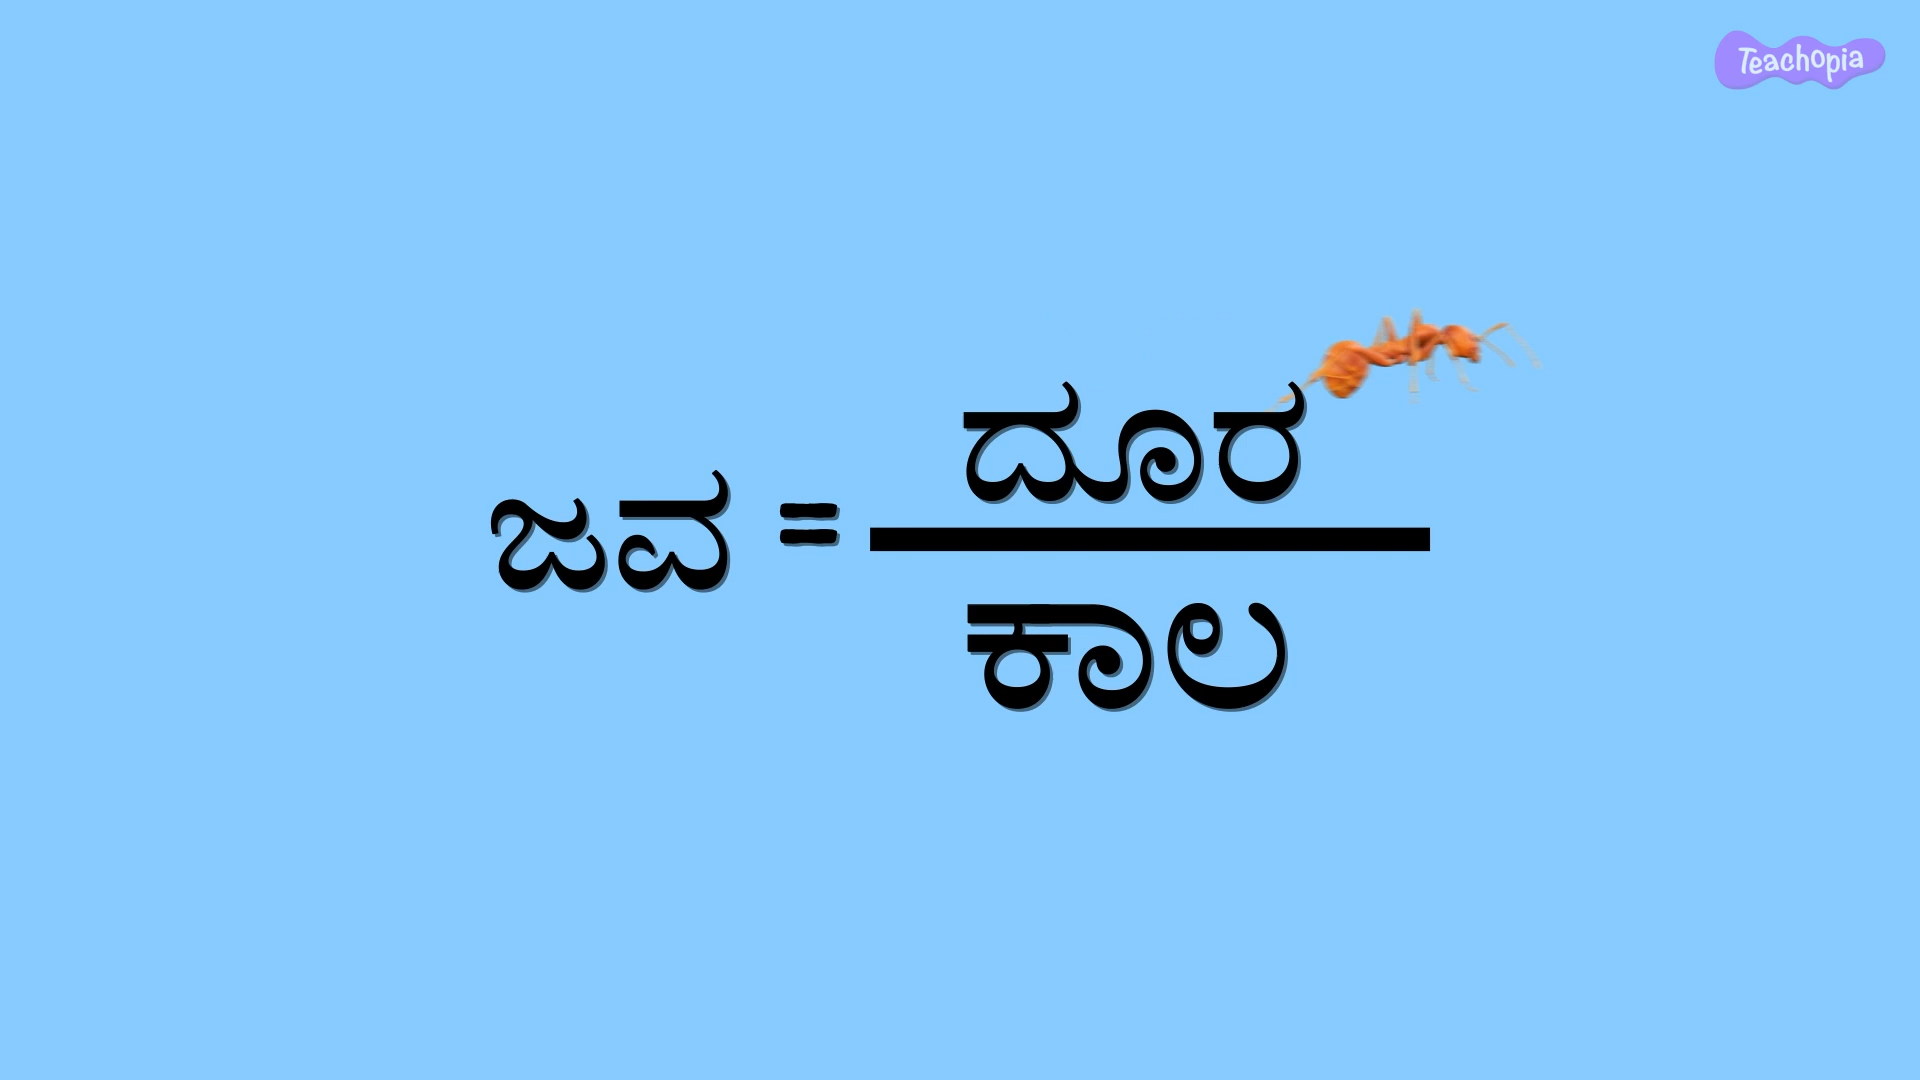 Teachopia
ದೂರ
ಜವ =
ಕಾಲ